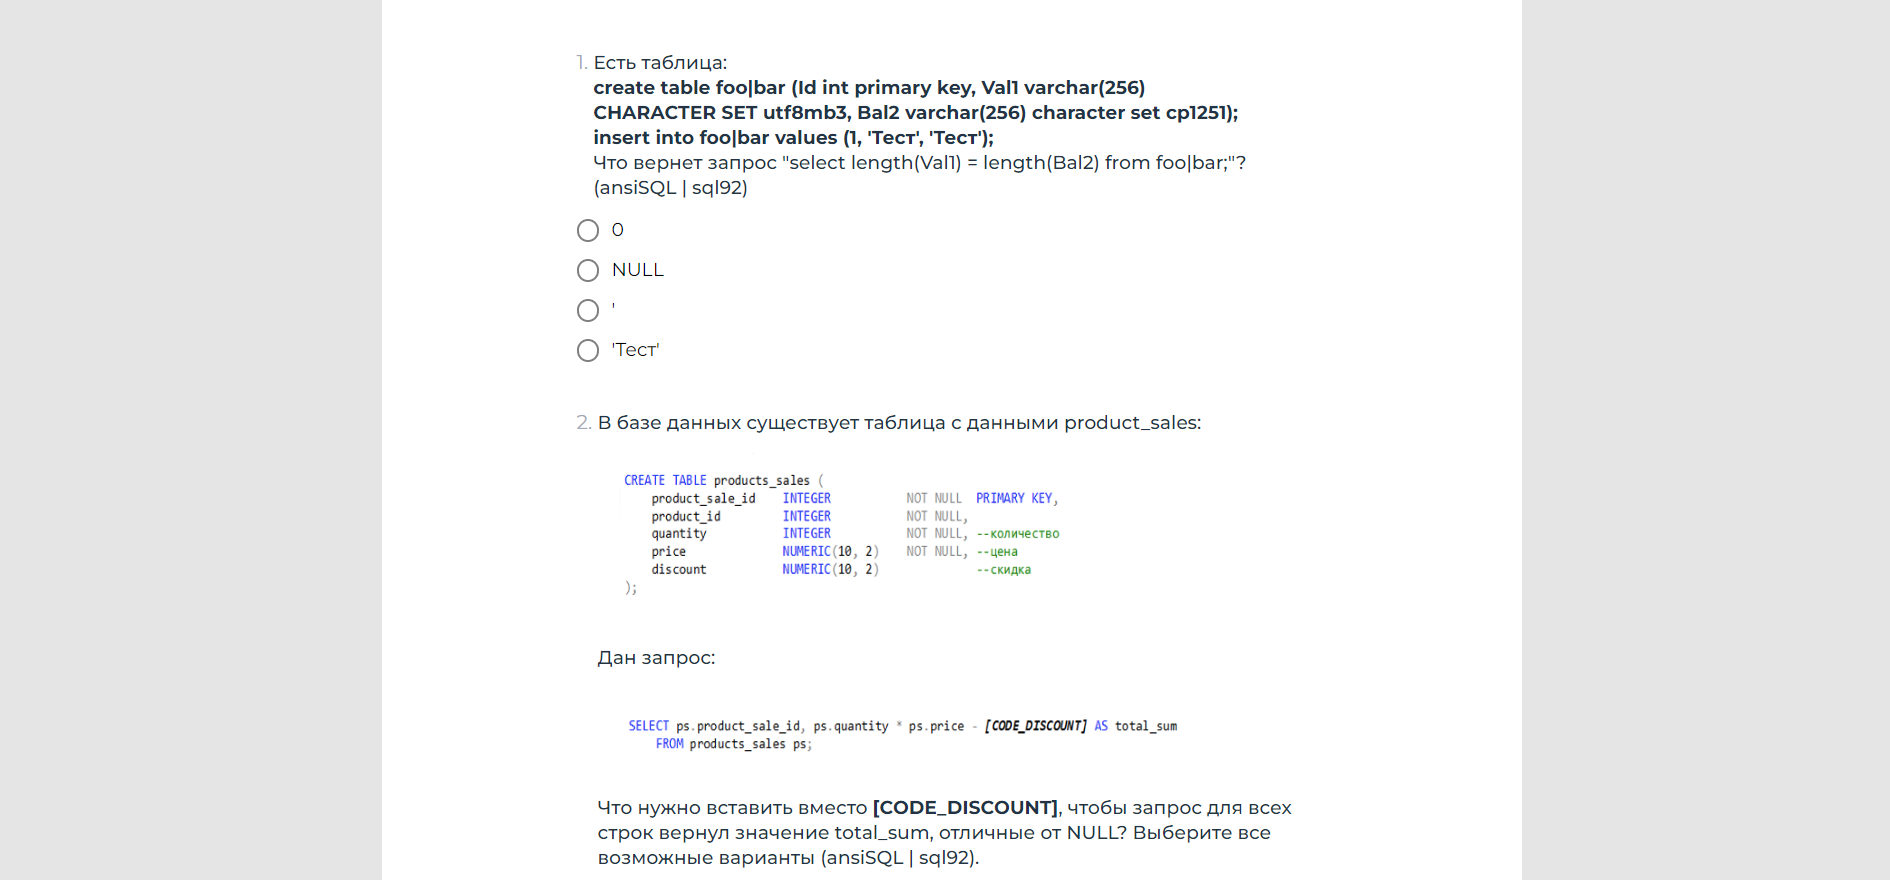 1. Есть таблица:
create table foo|bar (Id int primary key, Val1 varchar(256)
CHARACTER SET utf8mb3, Bal2 varchar(256) character set cp1251);
insert into foo|bar values (1, 'Тест', 'Тест');
Что вернет запрос "select length(Val1) = length(Bal2) from foo|bar;"?
(ansiSQL | sql92)
0
NULL
'
'Тест'
2. В базе данных существует таблица с данными product_sales:
CREATE TABLE products_sales (
product_sale_id INTEGER NOT NULL PRIMARY KEY,
product_id INTEGER NOT NULL,
quantity INTEGER NOT NULL, --количество
price NUMERIC(10, 2) NOT NULL, --цена
discount NUMERIC(10, 2) --скидка
);
Дан запрос:
SELECT ps.product_sale_id, ps.quantity * ps.price - [CODE_DISCOUNT] AS total_sum
FROM products_sales ps;
Что нужно вставить вместо [CODE_DISCOUNT], чтобы запрос для всех
строк вернул значение total_sum, отличные от NULL? Выберите все
возможные варианты (ansiSQL | sql92).